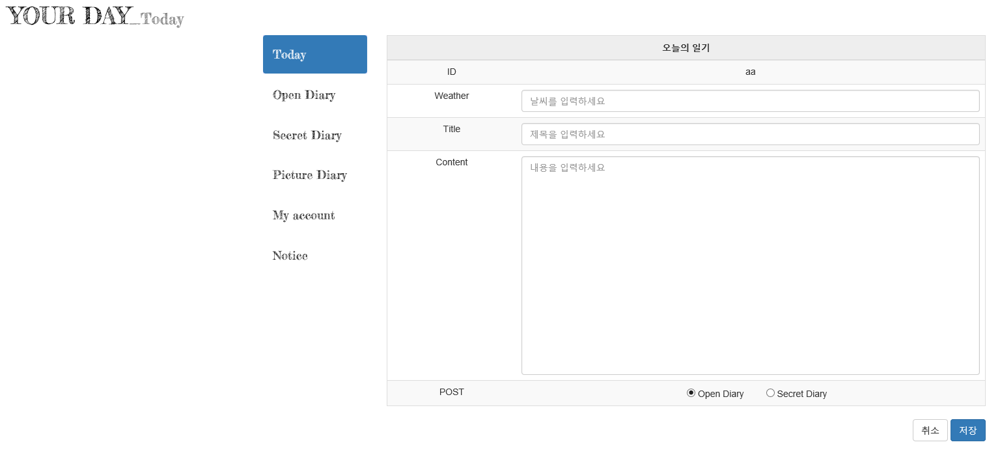 YOUR DAY_Today
Today
Open Diary
Secret Diary
Picture Diary
My account
Notice
오늘의 일기
ID aa
Weather 날씨를 입력하세요
Title 제목을 입력하세요
Content 내용을 입력하세요
POST Open Diary Secret Diary
취소 저장